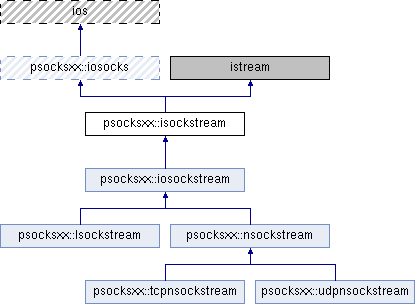 ios
psocksxx::iosocks
istream
psocksxx::isockstream
psocksxx::iosockstream
psocksxx::lsockstream
psocksxx::nsockstream
psocksxx::tcpnsockstream
psocksxx::udpnsockstream